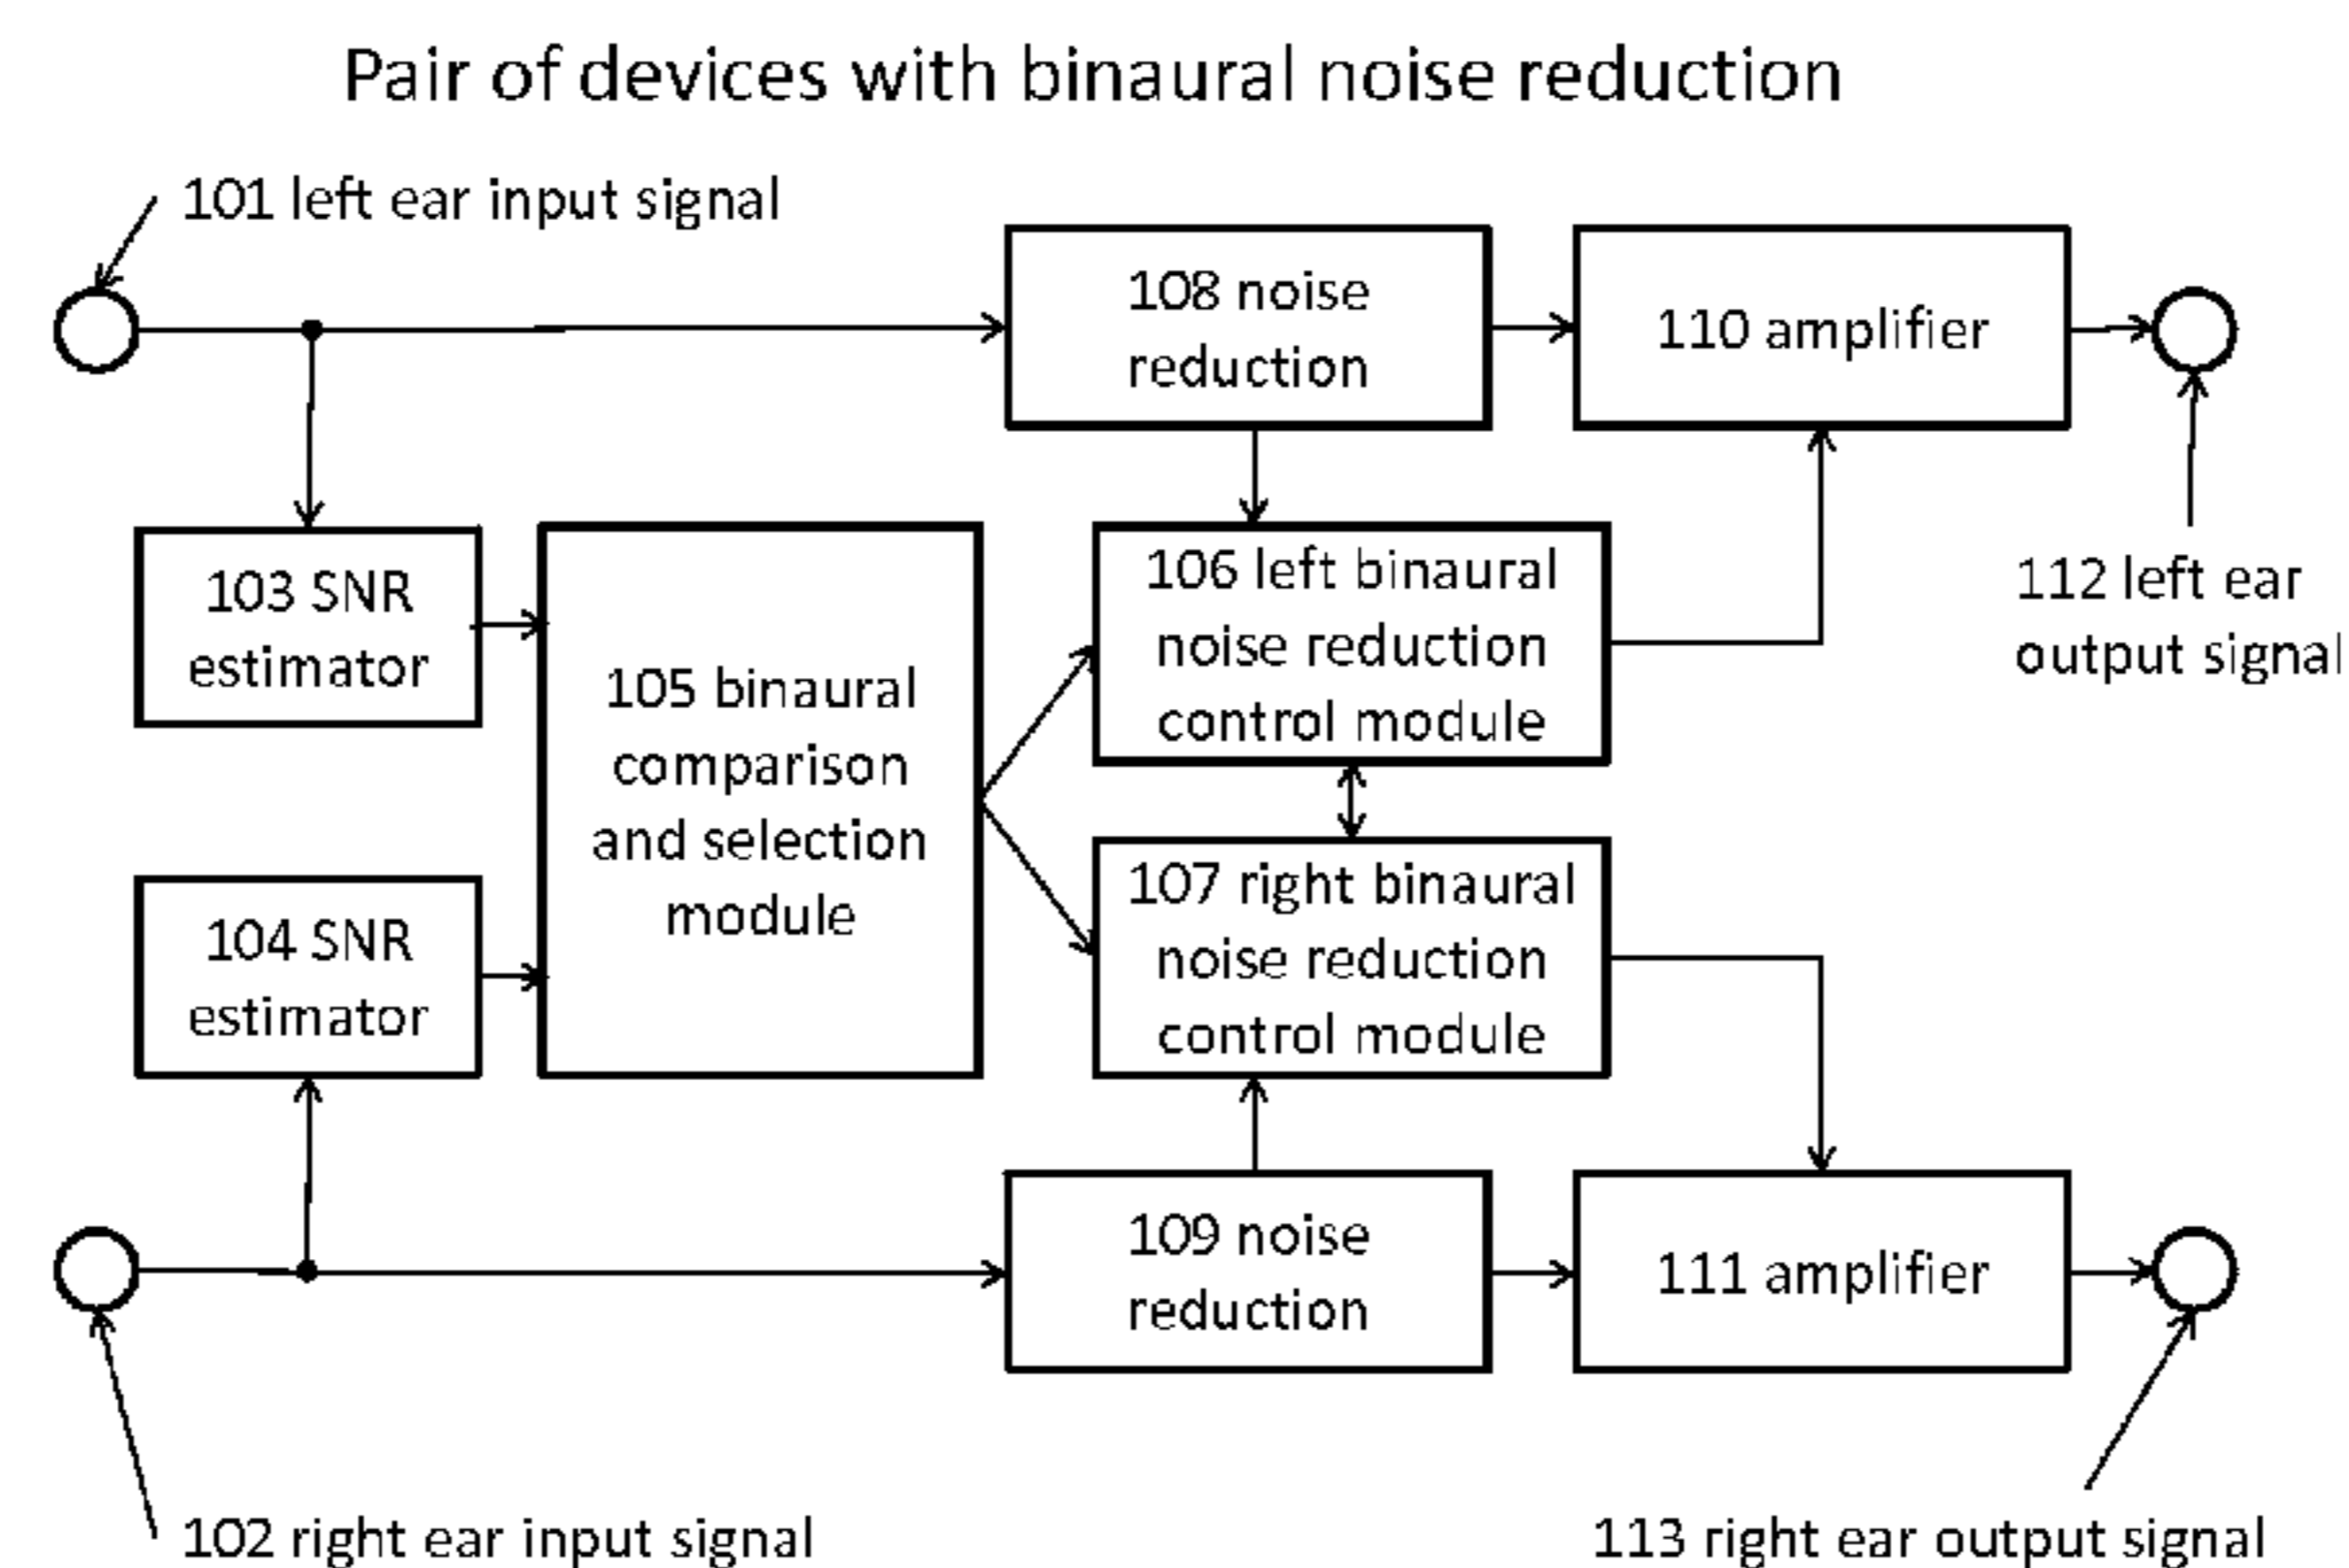 Pair of devices with binaural noise reduction
101 left ear input signal
108 noise
reduction
110 amplifier
103 SNR
estimator
105 binaural
comparison
and selection
module
106 left binaural
noise reduction
control module
112 left ear
output signal
104 SNR
estimator
107 right binaural
noise reduction
control module
109 noise
reduction
111 amplifier
102 right ear input signal
113 right ear output signal